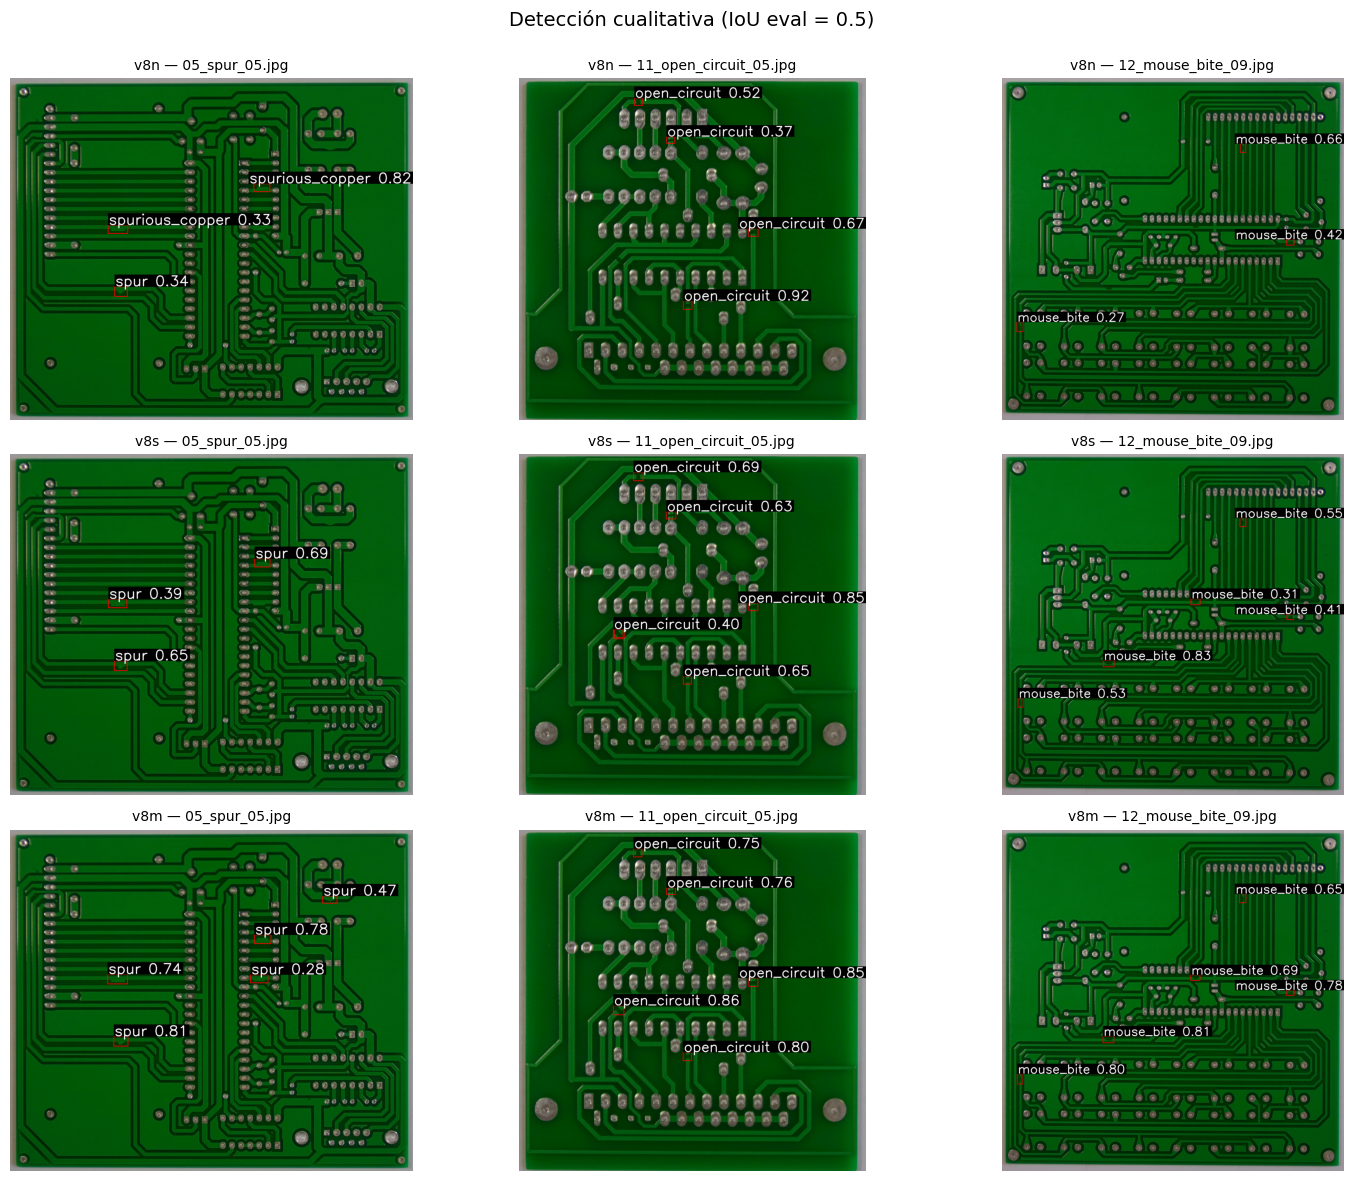 Detección cualitativa (IoU eval = 0.5)
v8n — 05_spur_05.jpg
spurious_copper 0.82
spurious_copper 0.33
spur 0.34
v8n — 11_open_circuit_05.jpg
open_circuit 0.52
open_circuit 0.37
open_circuit 0.67
open_circuit 0.92
v8n — 12_mouse_bite_09.jpg
mouse_bite 0.66
mouse_bite 0.42
mouse_bite 0.27
v8s — 05_spur_05.jpg
spur 0.69
spur 0.39
spur 0.65
v8s — 11_open_circuit_05.jpg
open_circuit 0.69
open_circuit 0.63
open_circuit 0.85
open_circuit 0.40
open_circuit 0.65
v8s — 12_mouse_bite_09.jpg
mouse_bite 0.55
mouse_bite 0.31
mouse_bite 0.41
mouse_bite 0.83
mouse_bite 0.53
v8m — 05_spur_05.jpg
spur 0.47
spur 0.78
spur 0.74
spur 0.28
spur 0.81
v8m — 11_open_circuit_05.jpg
open_circuit 0.75
open_circuit 0.76
open_circuit 0.85
open_circuit 0.86
open_circuit 0.80
v8m — 12_mouse_bite_09.jpg
mouse_bite 0.65
mouse_bite 0.69
mouse_bite 0.78
mouse_bite 0.81
mouse_bite 0.80